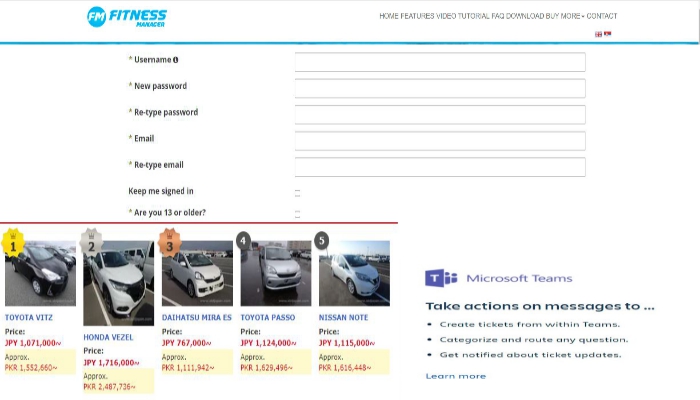 FM FITNESS
MANAGER
HOME FEATURES VIDEO TUTORIAL FAQ DOWNLOAD BUY MORE CONTACT
* Username
* New password
* Re-type password
* Email
* Re-type email
Keep me signed in
* Are you 13 or older?
1
2
3
4
5
TOYOTA VITZ
Price:
JPY 1,071,000~
Approx.
PKR 1,552,660~
HONDA VEZEL
Price:
JPY 1,716,000~
Approx.
PKR 2,487,736~
DAIHATSU MIRA ES
Price:
JPY 767,000~
Approx.
PKR 1,111,942~
TOYOTA PASSO
Price:
JPY 1,124,000~
Approx.
PKR 1,629,496~
NISSAN NOTE
Price:
JPY 1,115,000~
Approx.
PKR 1,616,448~
Microsoft Teams
Take actions on messages to ...
• Create tickets from within Teams.
• Categorize and route any question.
• Get notified about ticket updates.
Learn more